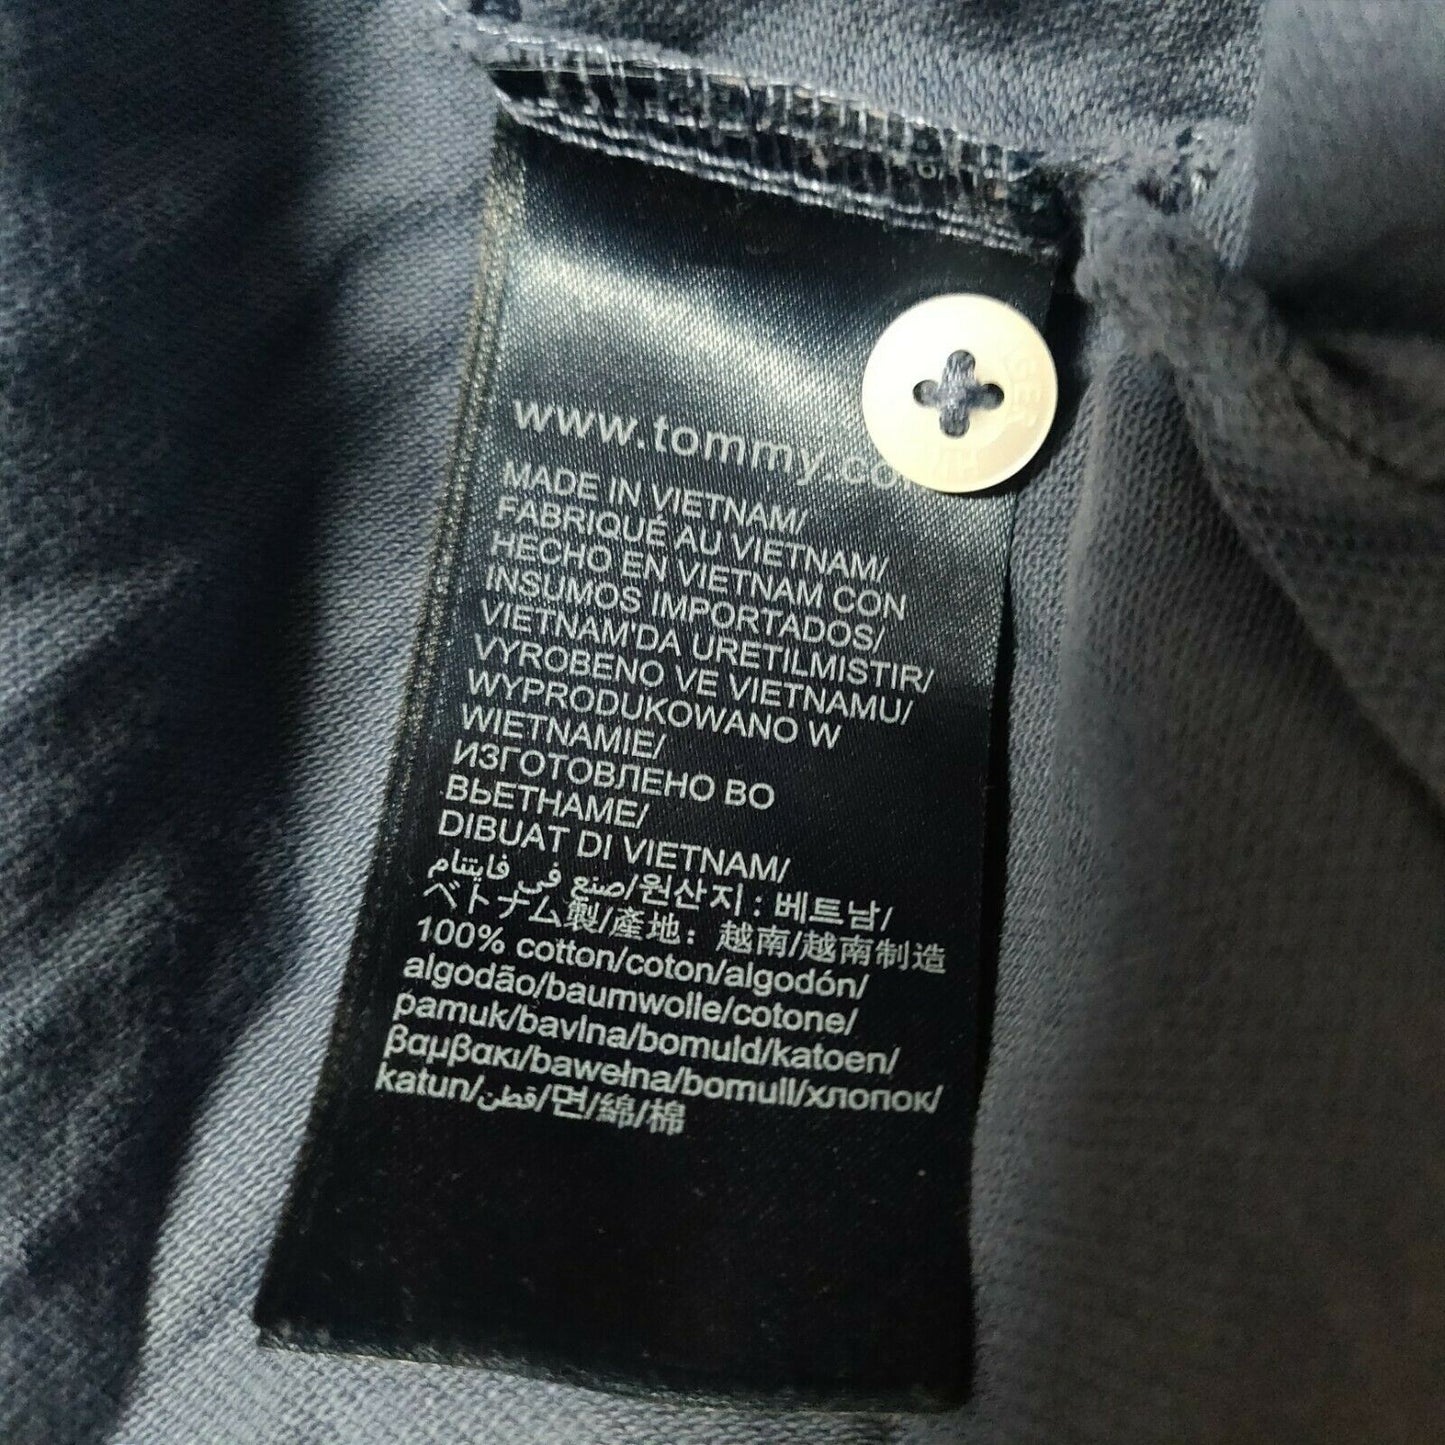 www.tommy.co
MADE IN VIETNAM/
FABRIQUÉ AU VIETNAM/
HECHO EN VIETNAM CON
INSUMOS IMPORTADOS/
VIETNAM'DA URETILMISTIR/
VYROBENO VE VIETNAMU/
WYPRODUKOWANO W
WIETNAMIE/
ИЗГОТОВЛЕНО ВО
ВЬЕТНАМЕ/
DIBUAT DI VIETNAM/
صنع في فايتنام/원산지 : 베트남/
ベトナム製/產地：越南/越南制造
100% cotton/coton/algodón/
algodão/baumwolle/cotone/
pamuk/bavlna/bomuld/katoen/
βαμβακι/bawełna/bomull/хлопок/
katun/قطن/면/綿/棉